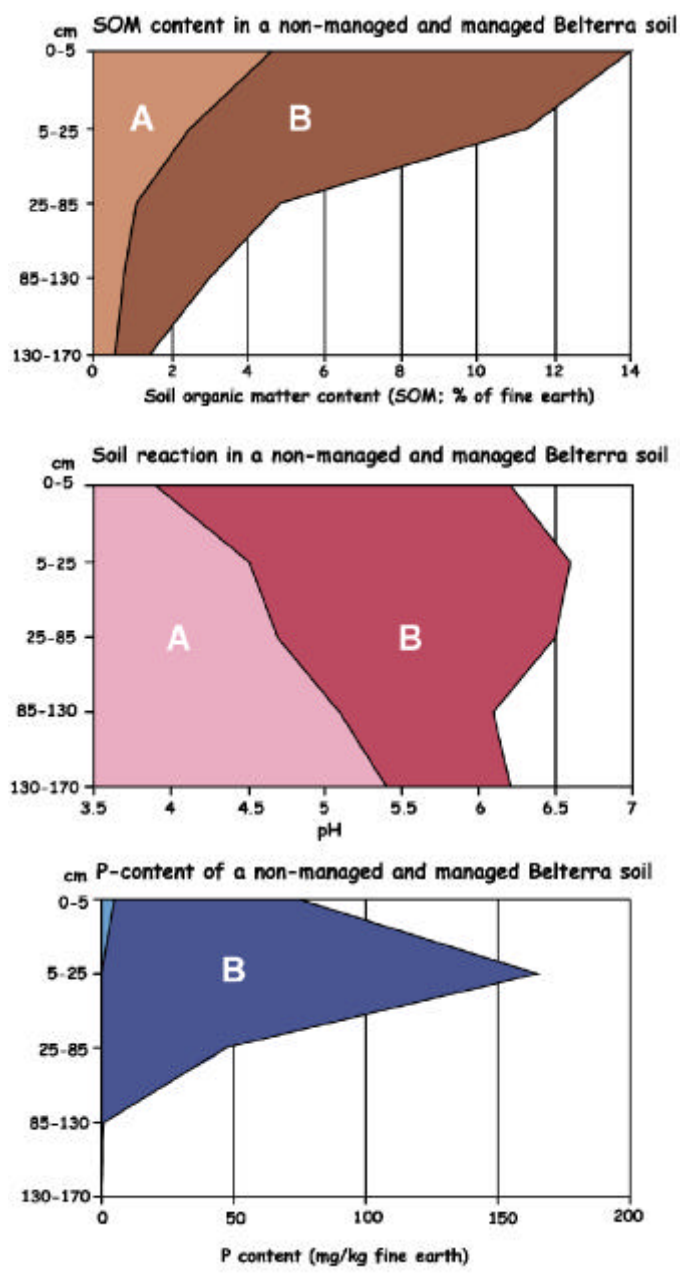 cm SOM content in a non-managed and managed Belterra soil
0-5
A
B
5-25
25-85
85-130
130-170
0 2 4 6 8 10 12 14
Soil organic matter content (SOM; % of fine earth)
cm Soil reaction in a non-managed and managed Belterra soil
0-5
5-25
25-85
A
B
85-130
130-170
3.5 4 4.5 5 5.5 6 6.5 7
pH
cm P-content of a non-managed and managed Belterra soil
0-5
B
5-25
25-85
85-130
130-170
0 50 100 150 200
P content (mg/kg fine earth)